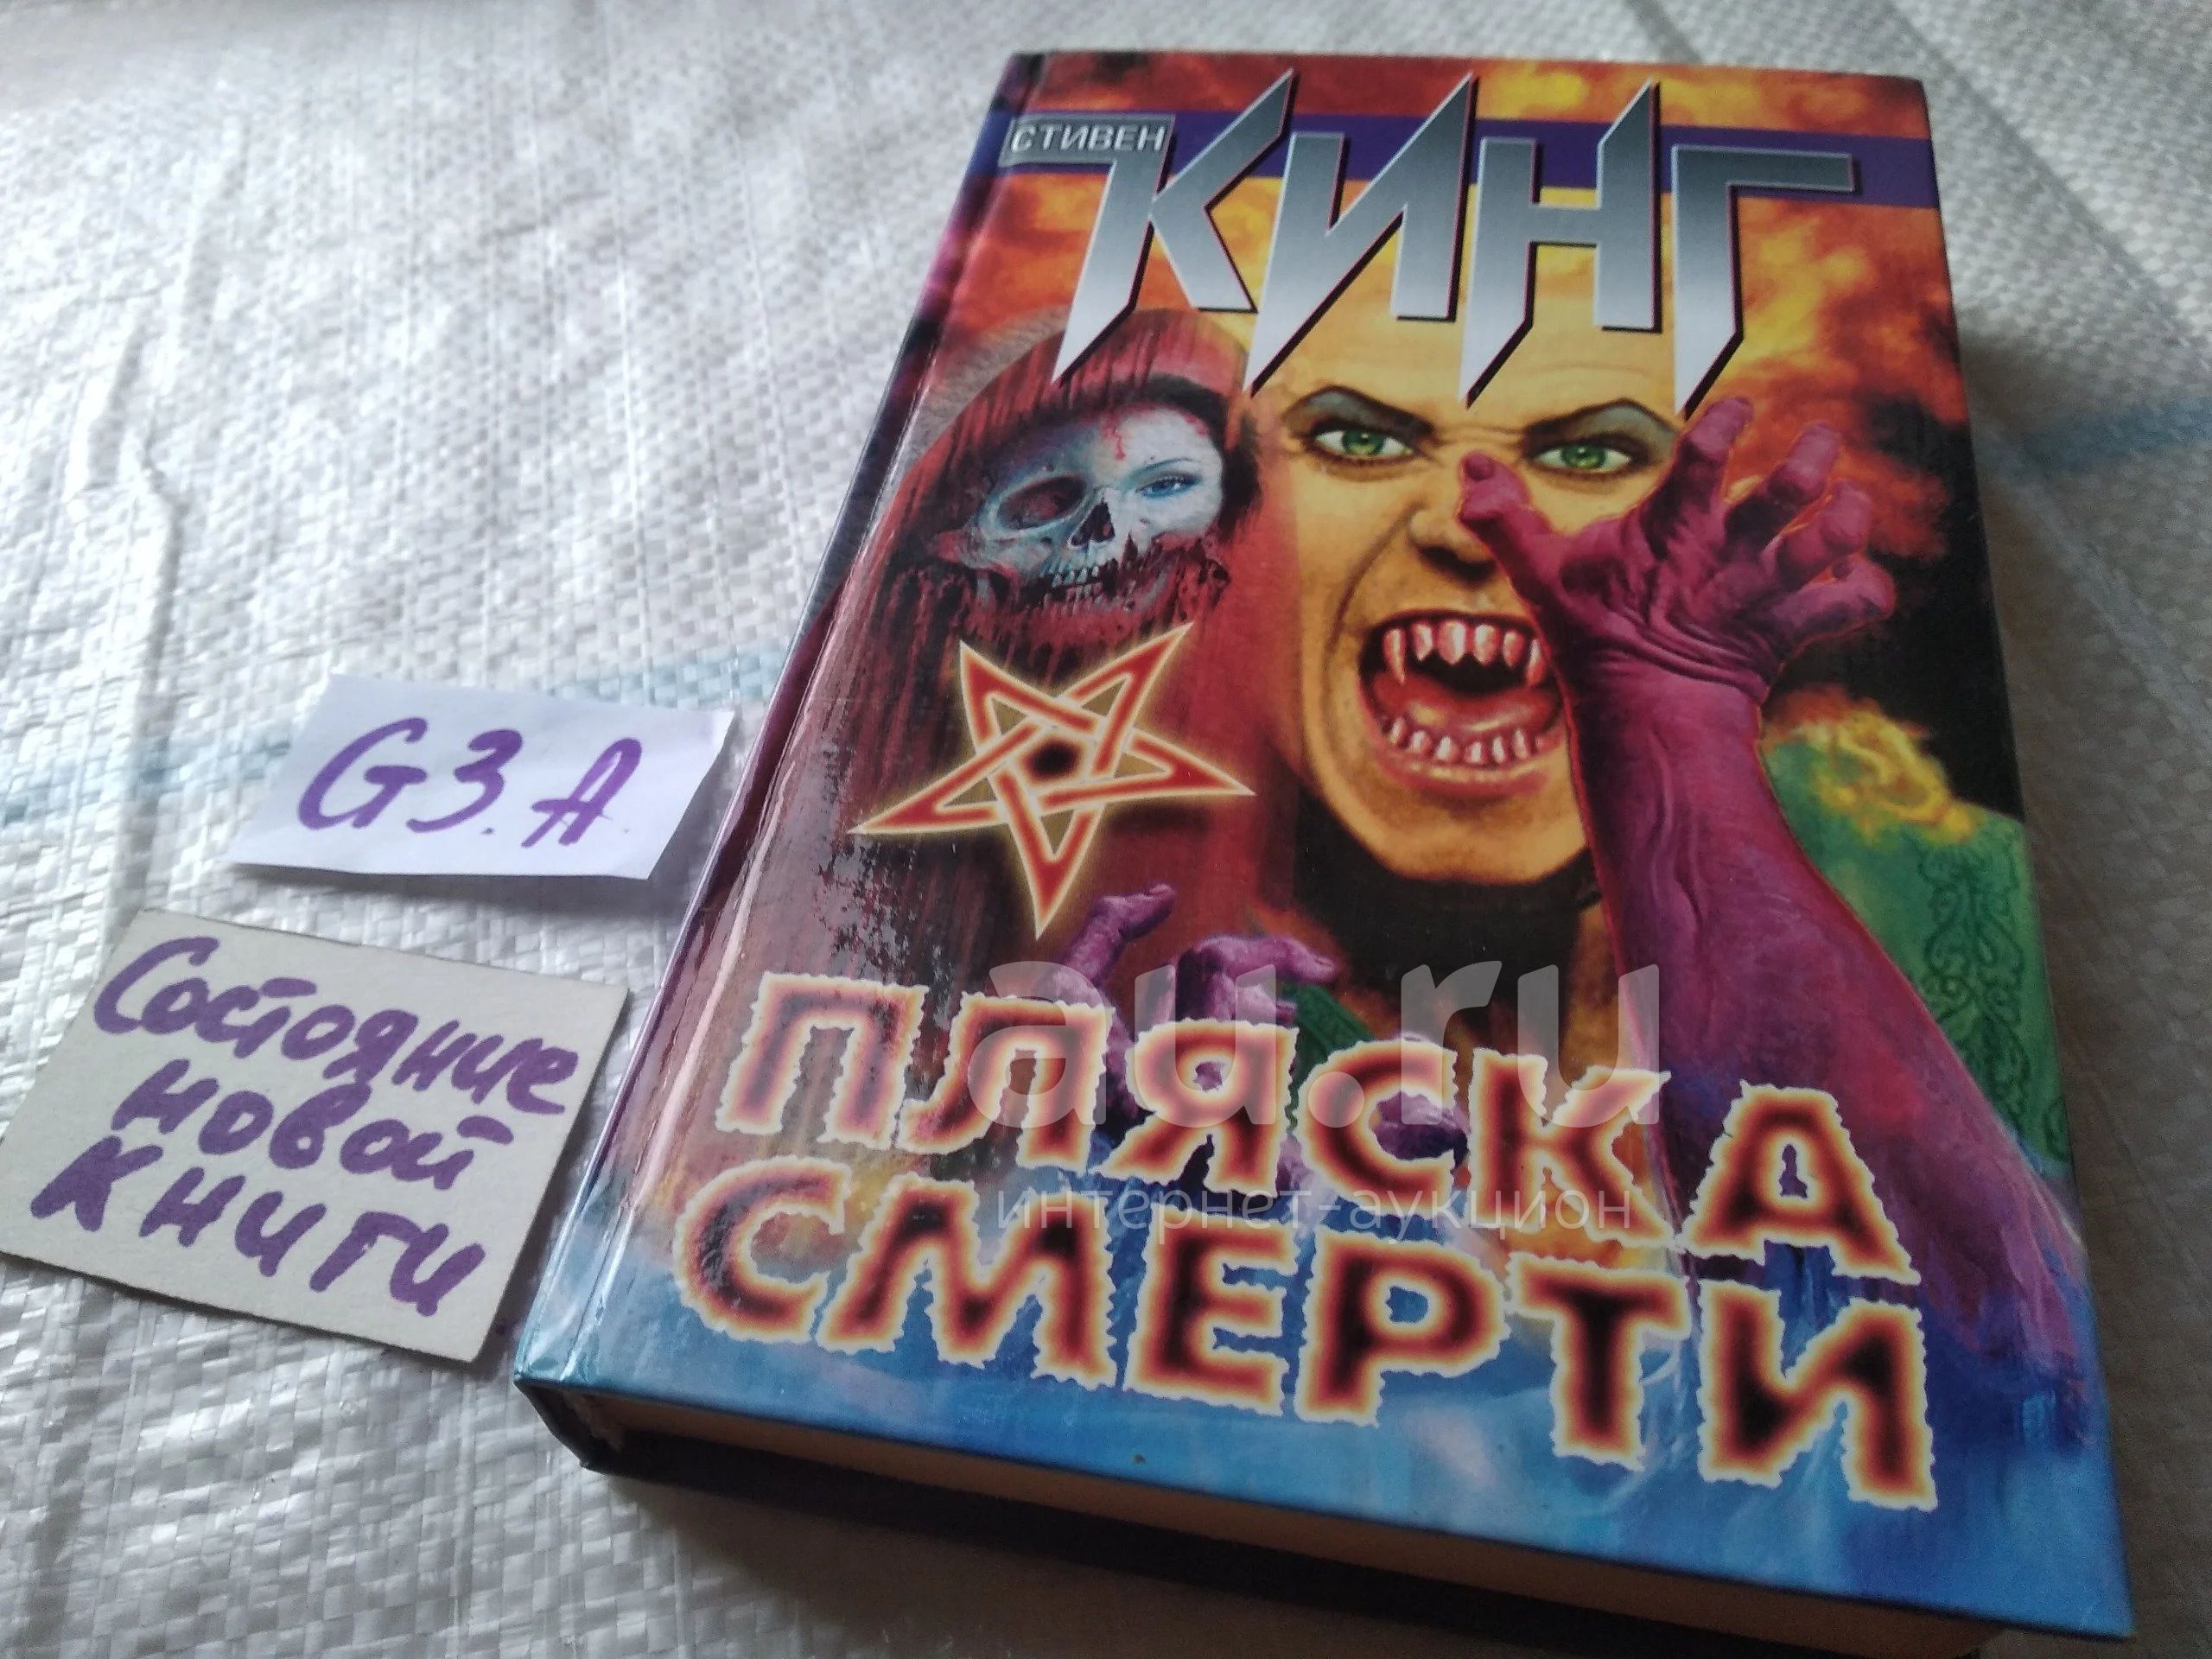 СТИВЕН
КИНГ
G3.А.
Состояние
новой
книги
ПЛЯСКА
СМЕРТИ
au.ru
интернет-аукцион